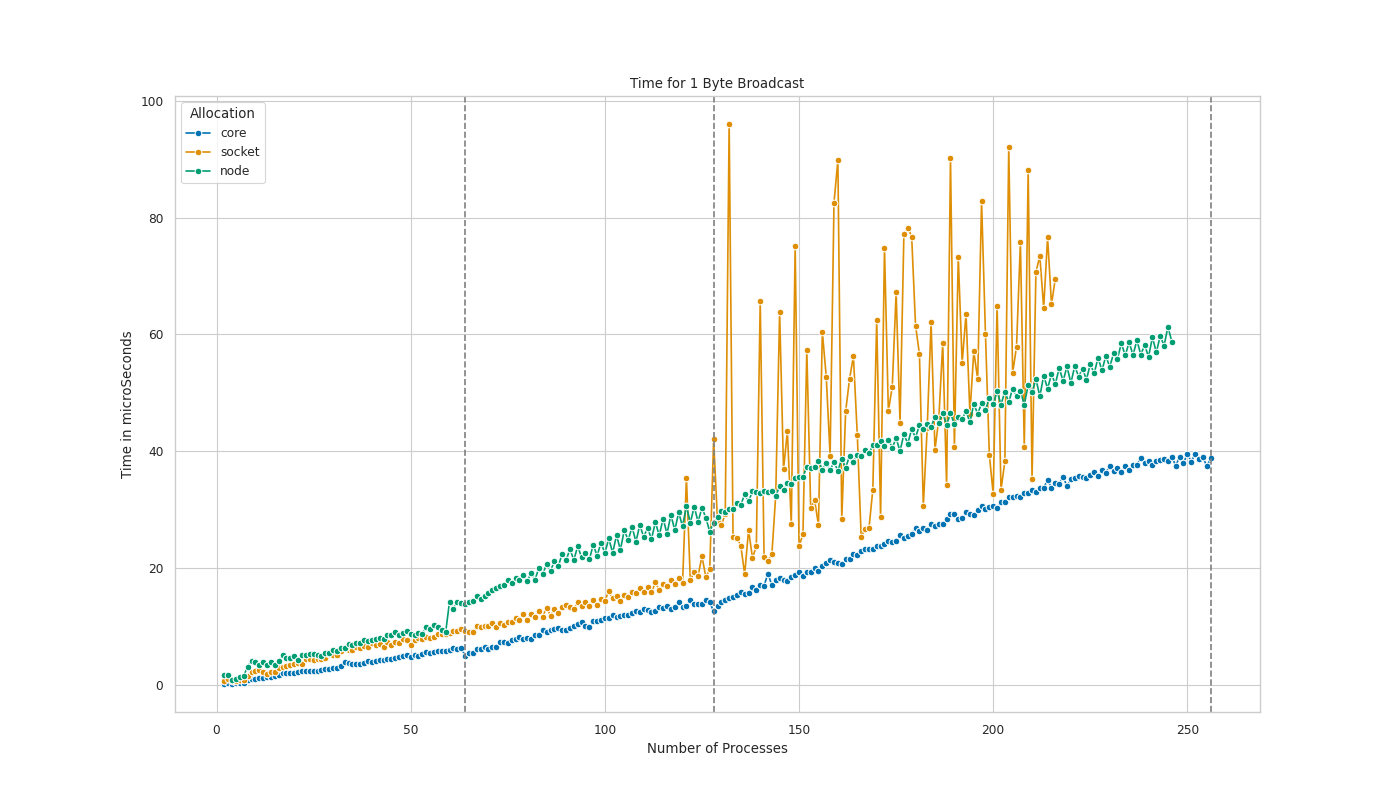 Time for 1 Byte Broadcast
100
80
60
40
20
0
Time in microSeconds
Allocation
core
socket
node
0 50 100 150 200 250
Number of Processes